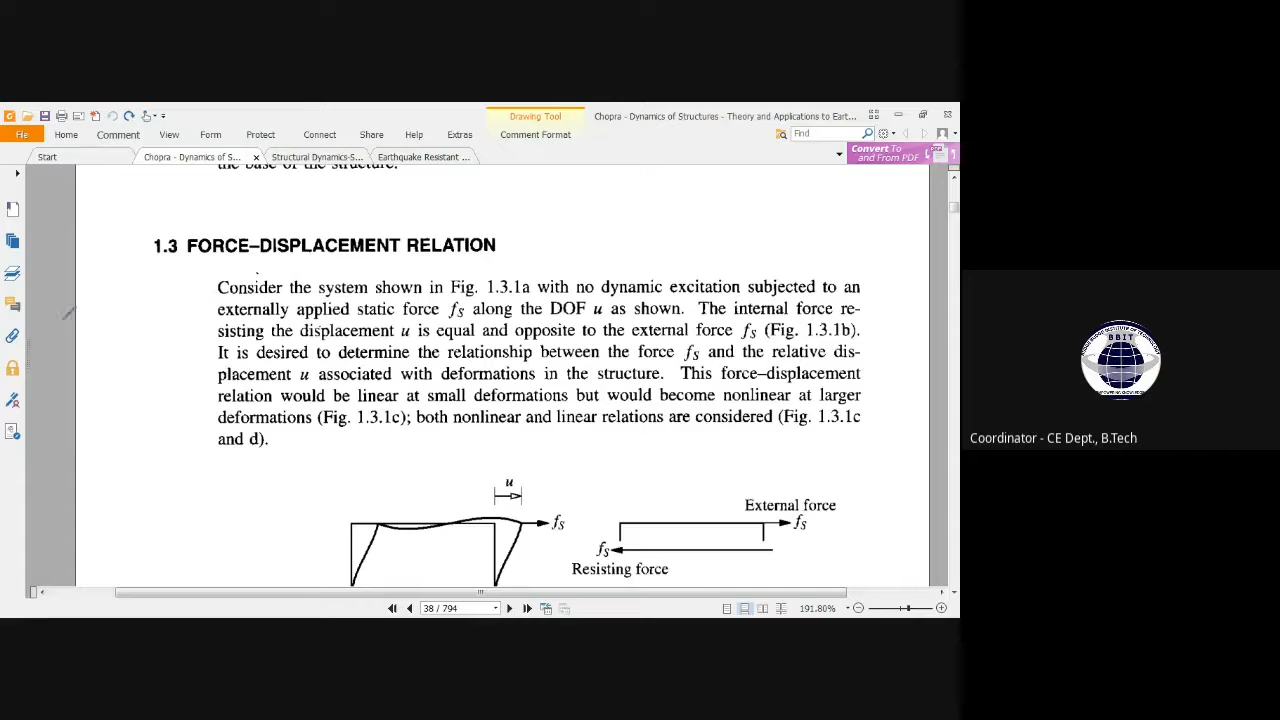 Drawing Tool
Chopra - Dynamics of Structures - Theory and Applications to Eart...
File Home Comment View Form Protect Connect Share Help Extras Comment Format Find
Start Chopra - Dynamics of S... Structural Dynamics-S... Earthquake Resistant ...
Convert To
and From PDF
the base of the structure.
1.3 FORCE–DISPLACEMENT RELATION
Consider the system shown in Fig. 1.3.1a with no dynamic excitation subjected to an
externally applied static force fS along the DOF u as shown. The internal force re-
sisting the displacement u is equal and opposite to the external force fS (Fig. 1.3.1b).
It is desired to determine the relationship between the force fS and the relative dis-
placement u associated with deformations in the structure. This force–displacement
relation would be linear at small deformations but would become nonlinear at larger
deformations (Fig. 1.3.1c); both nonlinear and linear relations are considered (Fig. 1.3.1c
and d).
u
fS
External force
fS
fS
Resisting force
38 / 794
191.80%
BBIT
Coordinator - CE Dept., B.Tech